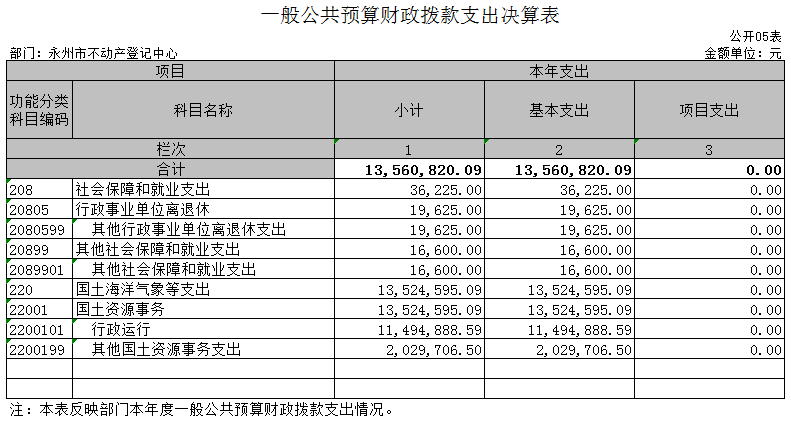 一般公共预算财政拨款支出决算表
公开05表
部门：永州市不动产登记中心 金额单位：元
项目 本年支出
功能分类科目编码 科目名称 小计 基本支出 项目支出
栏次 1 2 3
合计 13,560,820.09 13,560,820.09 0.00
208 社会保障和就业支出 36,225.00 36,225.00 0.00
20805 行政事业单位离退休 19,625.00 19,625.00 0.00
2080599 其他行政事业单位离退休支出 19,625.00 19,625.00 0.00
20899 其他社会保障和就业支出 16,600.00 16,600.00 0.00
2089901 其他社会保障和就业支出 16,600.00 16,600.00 0.00
220 国土海洋气象等支出 13,524,595.09 13,524,595.09 0.00
22001 国土资源事务 13,524,595.09 13,524,595.09 0.00
2200101 行政运行 11,494,888.59 11,494,888.59 0.00
2200199 其他国土资源事务支出 2,029,706.50 2,029,706.50 0.00
注：本表反映部门本年度一般公共预算财政拨款支出情况。